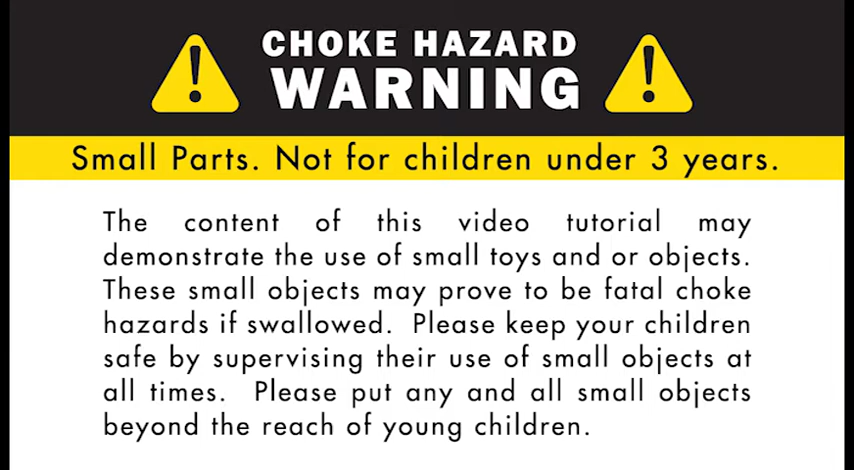 CHOKE HAZARD
WARNING
Small Parts. Not for children under 3 years.
The content of this video tutorial may
demonstrate the use of small toys and or objects.
These small objects may prove to be fatal choke
hazards if swallowed. Please keep your children
safe by supervising their use of small objects at
all times. Please put any and all small objects
beyond the reach of young children.